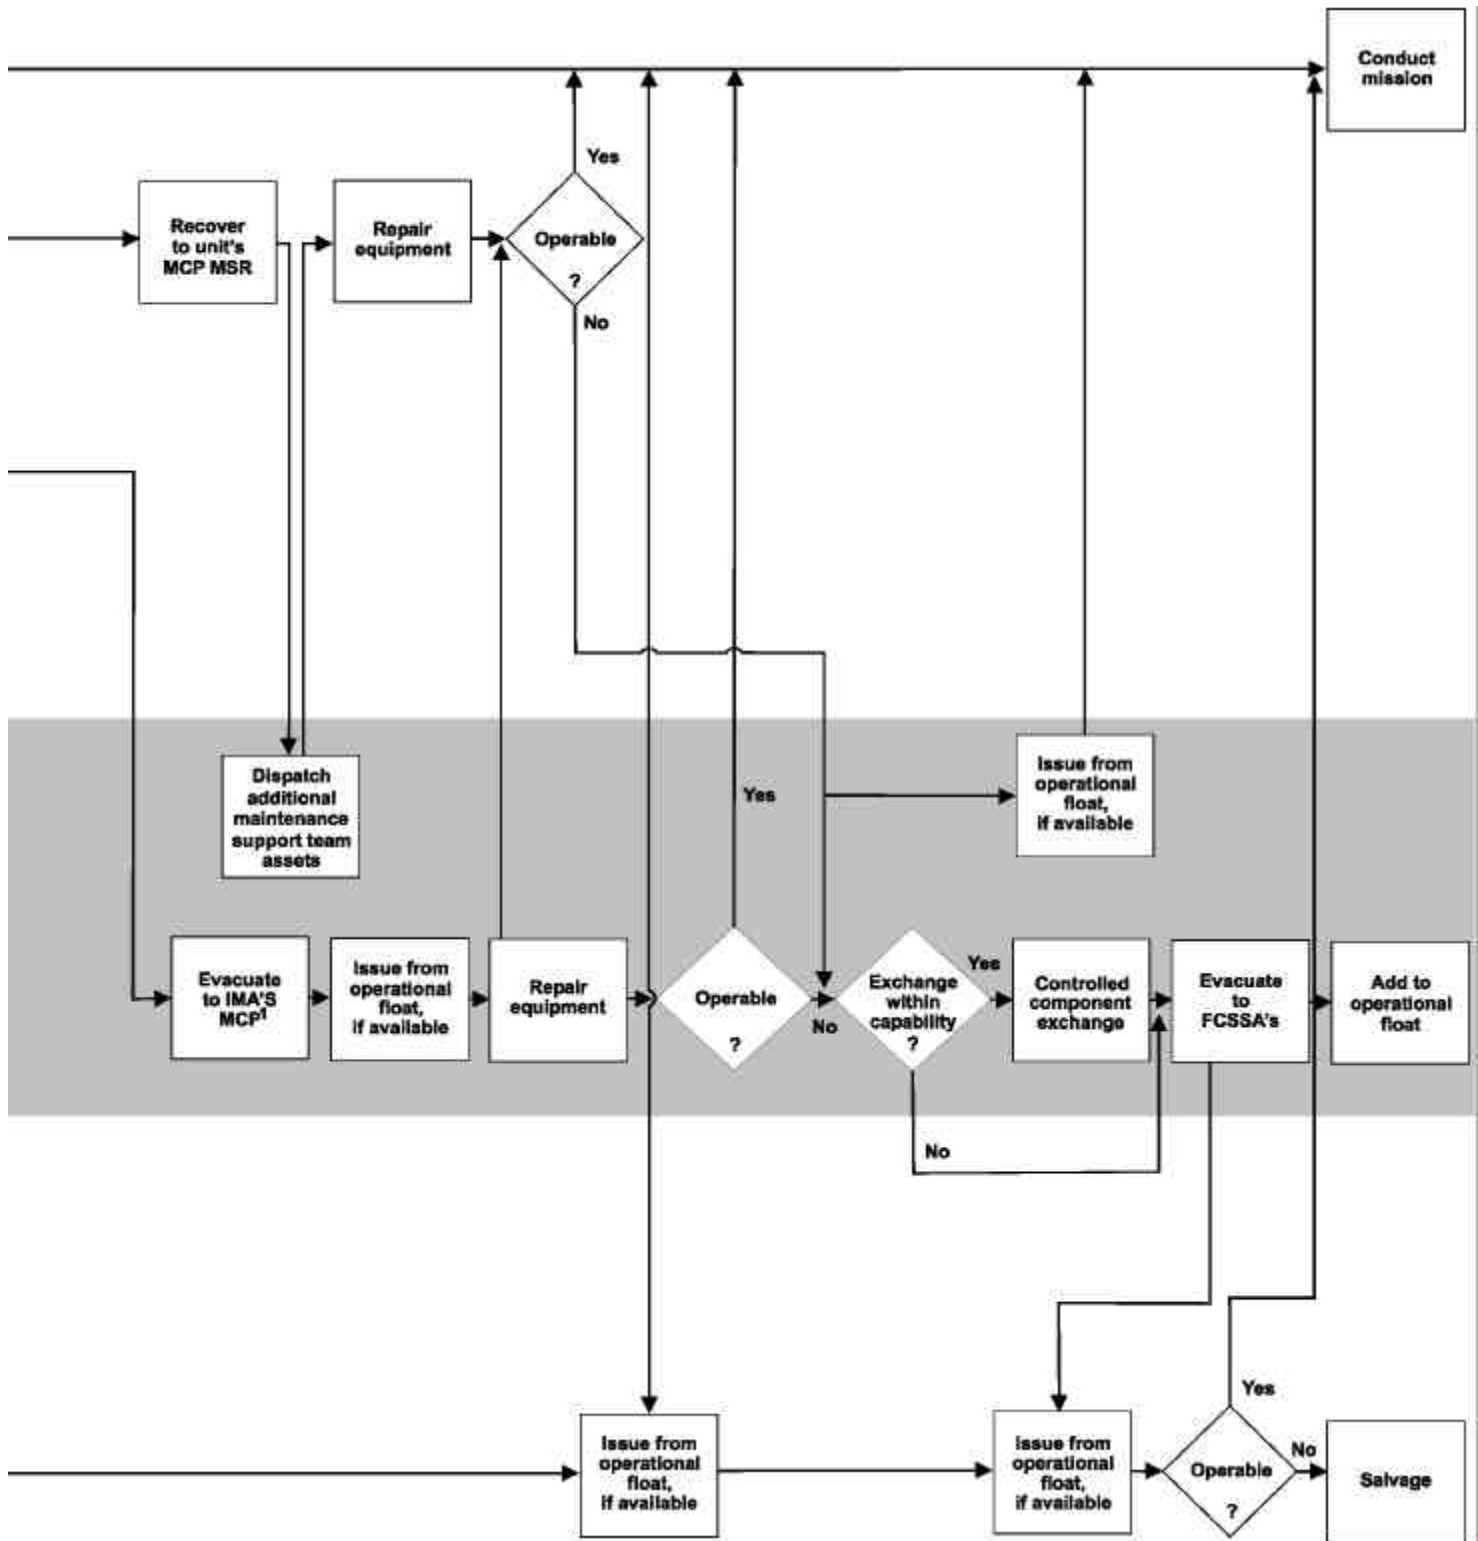 Conduct
mission
Yes
Recover
to unit's
MCP MSR
Repair
equipment
Operable
?
No
Dispatch
additional
maintenance
support team
assets
Yes
Issue from
operational
float,
if available
Evacuate
to IMA'S
MCP1
Issue from
operational
float,
if available
Repair
equipment
Operable
?
No
Exchange
within
capability
?
Yes
Controlled
component
exchange
Evacuate
to
FCSSA's
Add to
operational
float
No
Yes
Issue from
operational
float,
if available
Issue from
operational
float,
if available
Operable
?
No
Salvage